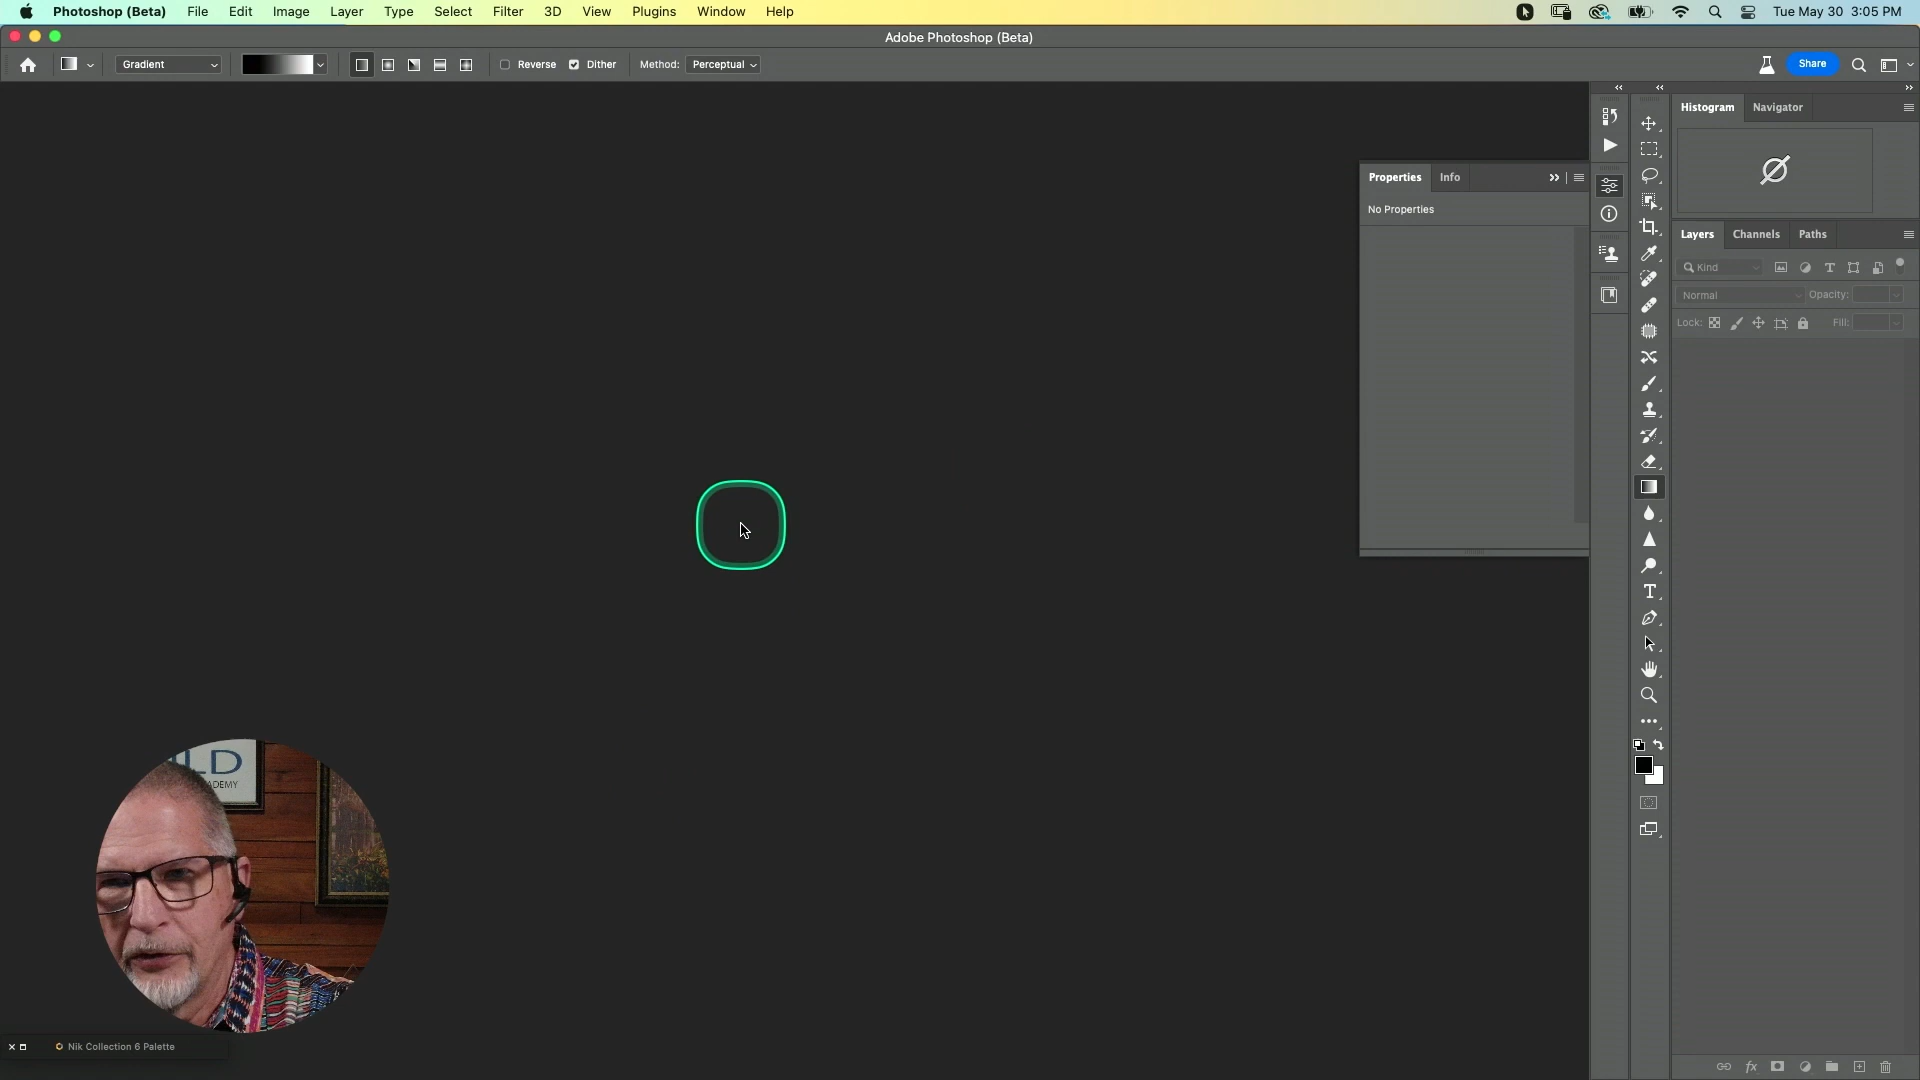 Photoshop (Beta) File Edit Image Layer Type Select Filter 3D View Plugins Window Help Tue May 30 3:05 PM
Adobe Photoshop (Beta)
Gradient Reverse Dither Method: Perceptual Share
Histogram Navigator
Properties Info
No Properties
Layers Channels Paths
Kind
Normal Opacity:
Lock: Fill:
LD
ADEMY
Nik Collection 6 Palette